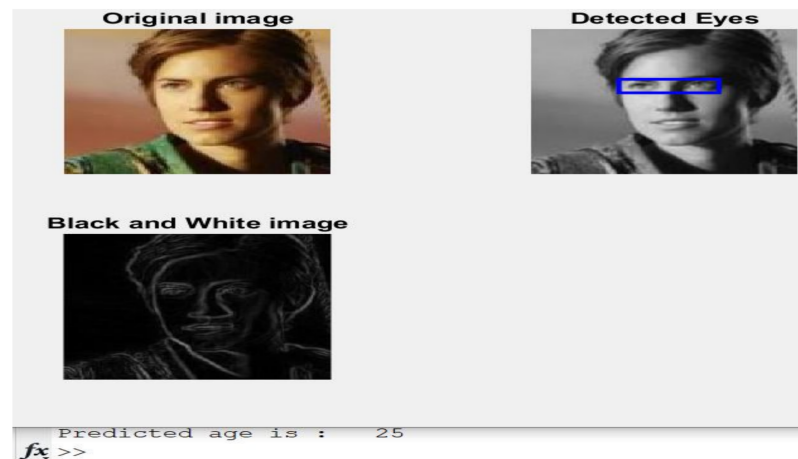 Original image
Detected Eyes
Black and White image
Predicted age is : 25
fx >>